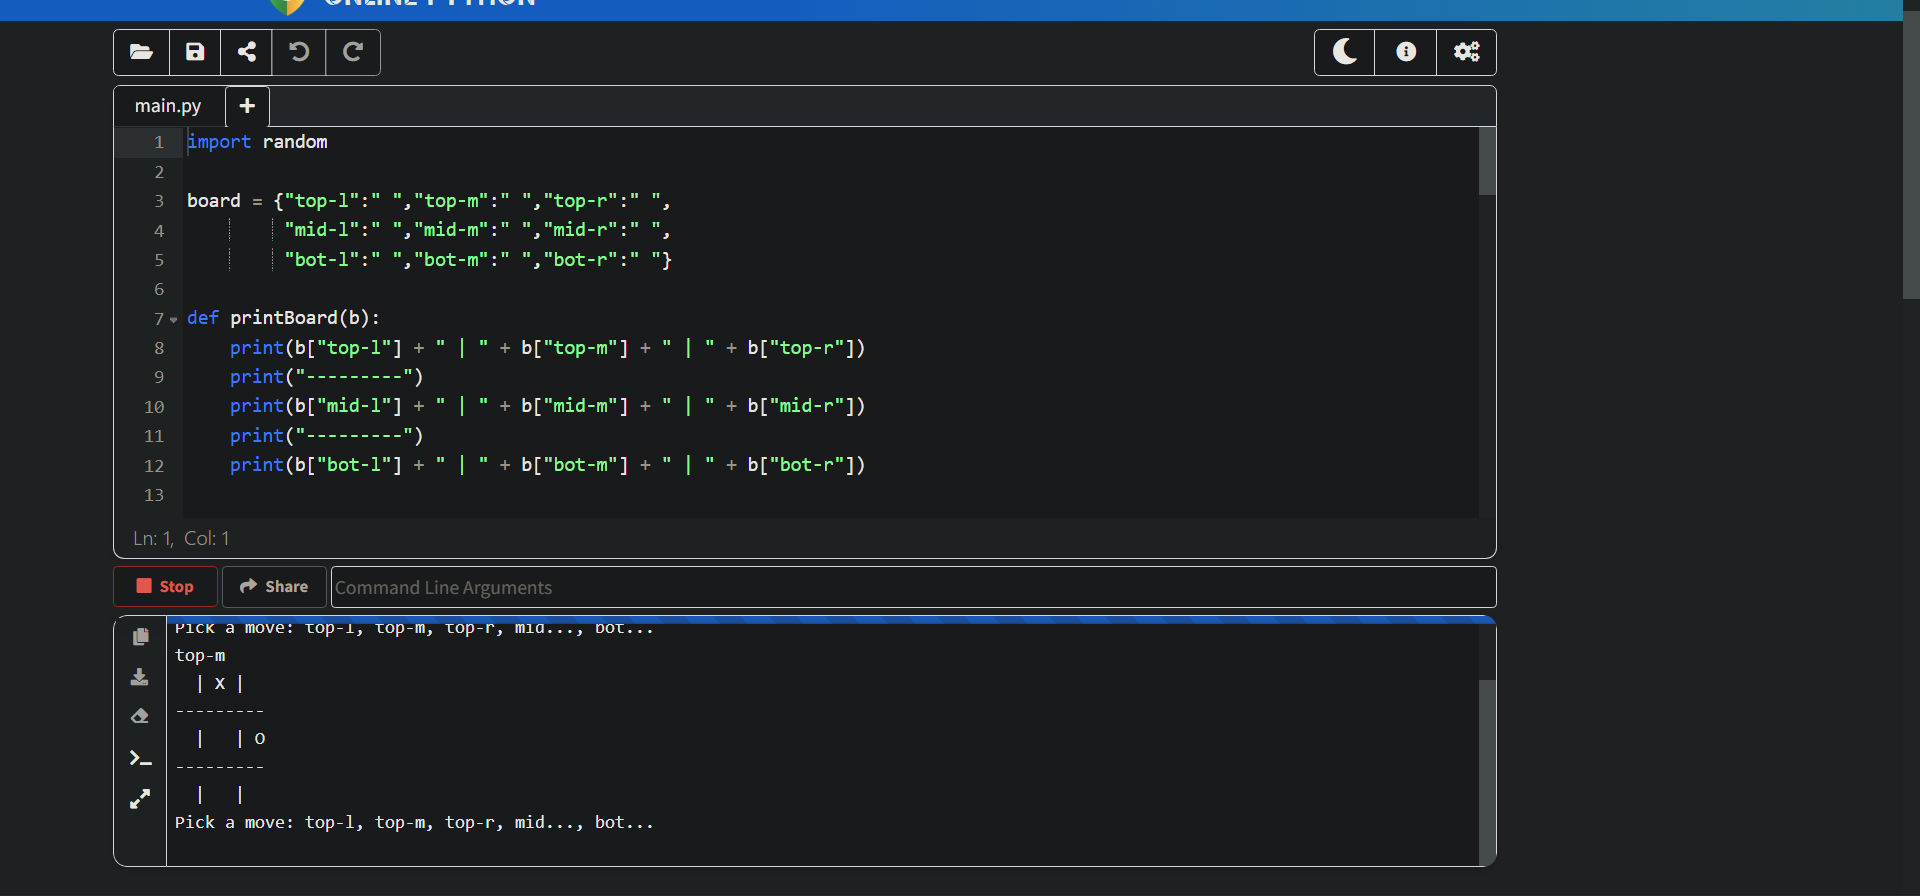 ONLINE PYTHON
main.py +
1 import random
2
3 board = {"top-l":" ","top-m":" ","top-r":" ",
4 "mid-l":" ","mid-m":" ","mid-r":" ",
5 "bot-l":" ","bot-m":" ","bot-r":" "}
6
7 def printBoard(b):
8 print(b["top-l"] + " | " + b["top-m"] + " | " + b["top-r"])
9 print("---------")
10 print(b["mid-l"] + " | " + b["mid-m"] + " | " + b["mid-r"])
11 print("---------")
12 print(b["bot-l"] + " | " + b["bot-m"] + " | " + b["bot-r"])
13
Ln: 1, Col: 1
Stop Share Command Line Arguments
Pick a move: top-l, top-m, top-r, mid..., bot...
top-m
  | X |
---------
  |   | O
---------
  |   |
Pick a move: top-l, top-m, top-r, mid..., bot...